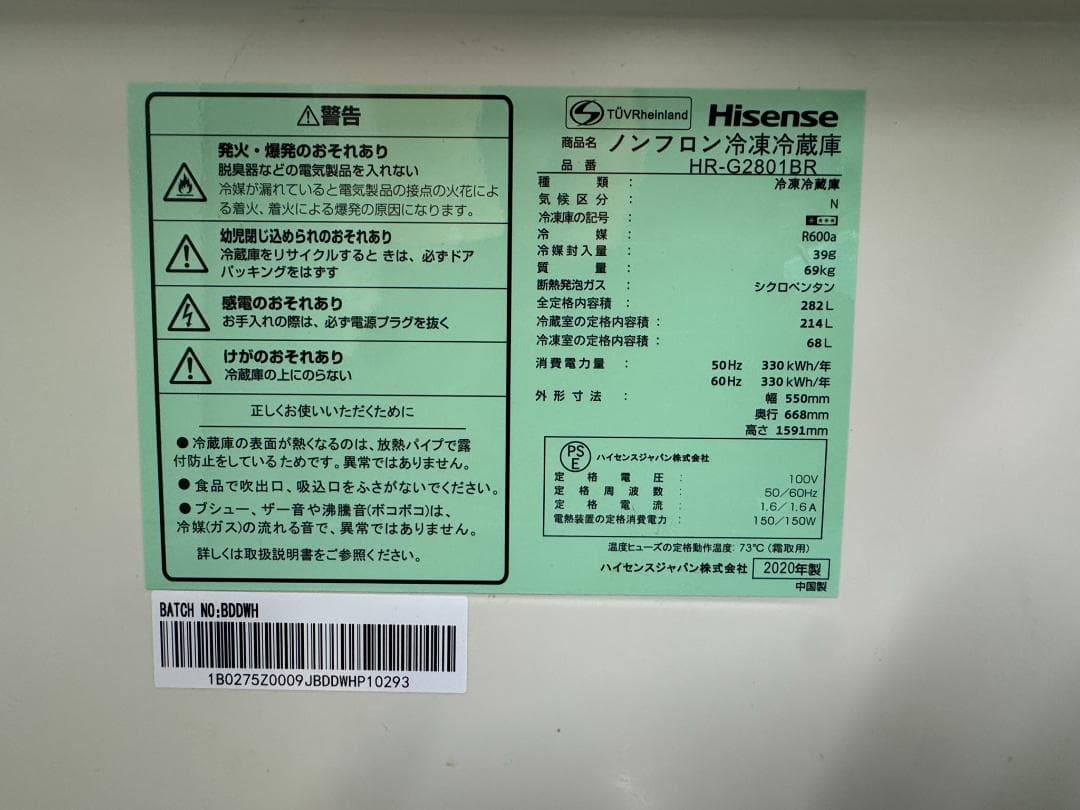 ⚠警告
発火・爆発のおそれあり
脱臭器などの電気製品を入れない
冷媒が漏れていると電気製品の接点の火花によ
る着火、着火による爆発の原因になります。
幼児閉じ込められのおそれあり
冷蔵庫をリサイクルするとき は、必ずドア
パッキングをはずす
感電のおそれあり
お手入れの際は、必ず電源プラグを抜く
けがのおそれあり
冷蔵庫の上にのらない
正しくお使いいただくために
●冷蔵庫の表面が熱くなるのは、放熱パイプで露
付防止をしているためです。異常ではありません。
●食品で吹出口、吸込口をふさがないでください。
●ブシュー、ザー音や沸騰音(ボコボコ)は、
冷媒(ガス)の流れる音で、異常ではありません。
詳しくは取扱説明書をご参照ください。
TÜVRheinland Hisense
商品名 ノンフロン冷凍冷蔵庫
品番 HR-G2801BR
種類： 冷凍冷蔵庫
気候区分： N
冷凍庫の記号：
冷媒： R600a
冷媒封入量： 39g
質量： 69kg
断熱発泡ガス： シクロペンタン
全定格内容積： 282L
冷蔵室の定格内容積： 214L
冷凍室の定格内容積： 68L
消費電力量： 50Hz 330kWh/年
60Hz 330kWh/年
外形寸法： 幅 550mm
奥行 668mm
高さ 1591mm
PS
E ハイセンスジャパン株式会社
定格電圧： 100V
定格周波数： 50/60Hz
定格電流： 1.6/1.6A
電熱装置の定格消費電力： 150/150W
温度ヒューズの定格動作温度: 73℃(霜取用)
ハイセンスジャパン株式会社 2020年製
中国製
BATCH NO:BDDWH
1B0275Z0009JBDDWHP10293